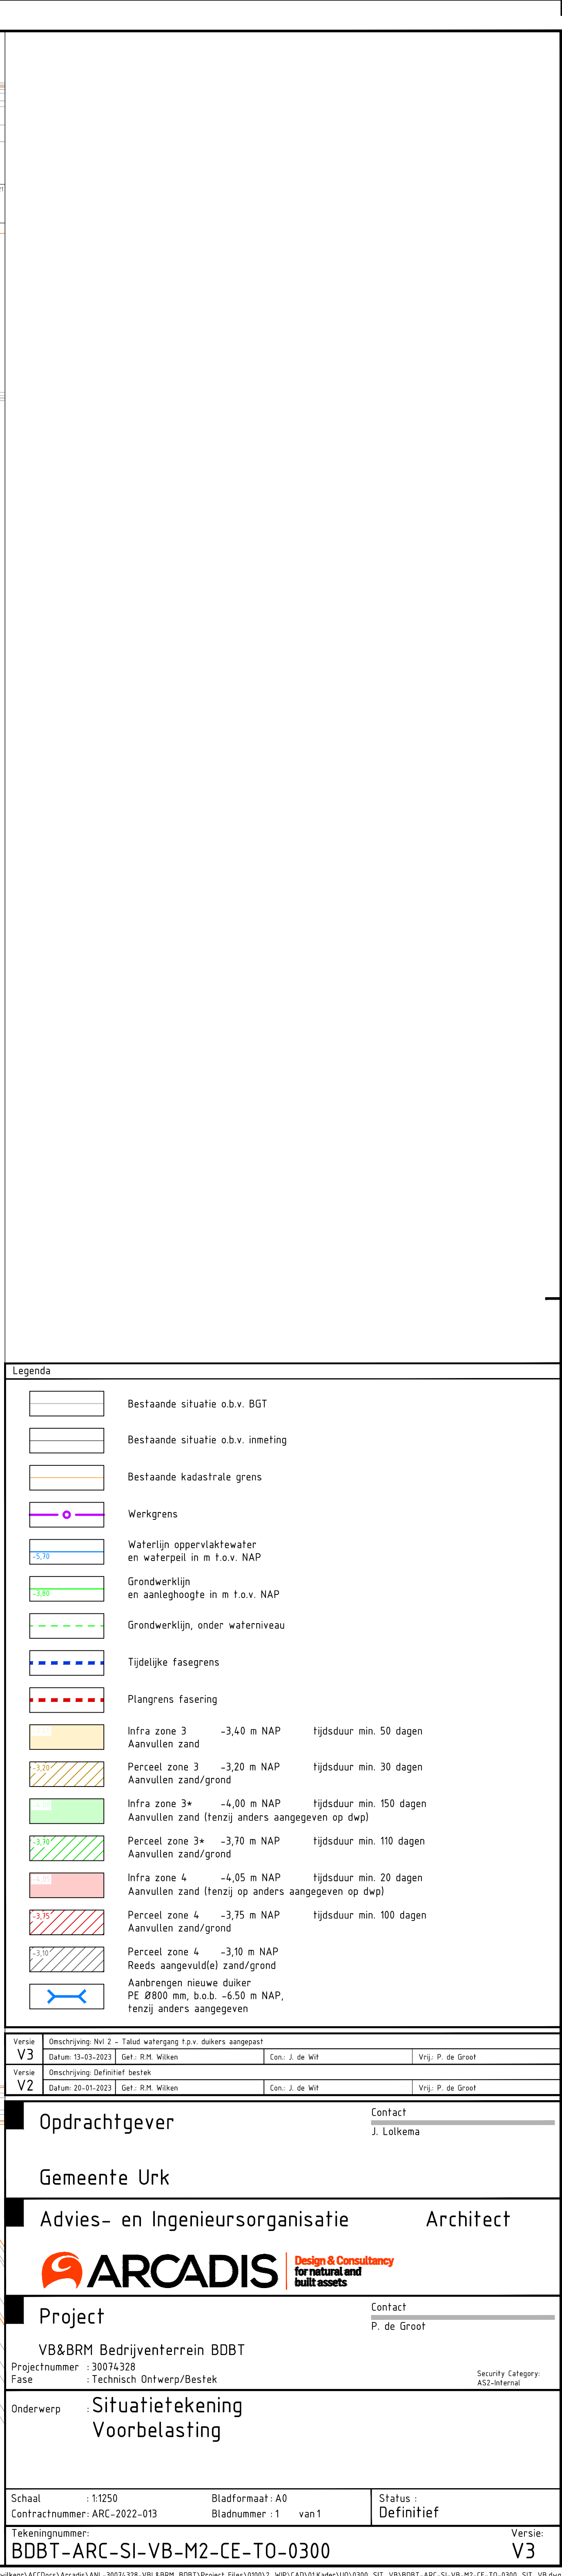 Legenda
Bestaande situatie o.b.v. BGT
Bestaande situatie o.b.v. inmeting
Bestaande kadastrale grens
Werkgrens
-5,70
Waterlijn oppervlaktewater
en waterpeil in m t.o.v. NAP
-3,80
Grondwerklijn
en aanleghoogte in m t.o.v. NAP
Grondwerklijn, onder waterniveau
Tijdelijke fasegrens
Plangrens fasering
Infra zone 3 -3,40 m NAP tijdsduur min. 50 dagen
Aanvullen zand
-3,20
Perceel zone 3 -3,20 m NAP tijdsduur min. 30 dagen
Aanvullen zand/grond
Infra zone 3* -4,00 m NAP tijdsduur min. 150 dagen
Aanvullen zand (tenzij anders aangegeven op dwp)
-3,70
Perceel zone 3* -3,70 m NAP tijdsduur min. 110 dagen
Aanvullen zand/grond
Infra zone 4 -4,05 m NAP tijdsduur min. 20 dagen
Aanvullen zand (tenzij op anders aangegeven op dwp)
-3,75
Perceel zone 4 -3,75 m NAP tijdsduur min. 100 dagen
Aanvullen zand/grond
-3,10
Perceel zone 4 -3,10 m NAP
Reeds aangevuld(e) zand/grond
Aanbrengen nieuwe duiker
PE Ø800 mm, b.o.b. -6.50 m NAP,
tenzij anders aangegeven
Versie
V3
Omschrijving: NvI 2 - Talud watergang t.p.v. duikers aangepast
Datum: 13-03-2023 Get.: R.M. Wilken Con.: J. de Wit Vrij.: P. de Groot
Versie
V2
Omschrijving: Definitief bestek
Datum: 20-01-2023 Get.: R.M. Wilken Con.: J. de Wit Vrij.: P. de Groot
Opdrachtgever
Contact
J. Lolkema
Gemeente Urk
Advies- en Ingenieursorganisatie Architect
ARCADIS
Design & Consultancy
for natural and
built assets
Project
Contact
P. de Groot
VB&BRM Bedrijventerrein BDBT
Projectnummer : 30074328
Fase : Technisch Ontwerp/Bestek
Security Category:
AS2-Internal
Onderwerp : Situatietekening
Voorbelasting
Schaal : 1:1250 Bladformaat : A0 Status :
Contractnummer: ARC-2022-013 Bladnummer : 1 van 1 Definitief
Tekeningnummer: Versie:
BDBT-ARC-SI-VB-M2-CE-TO-0300 V3